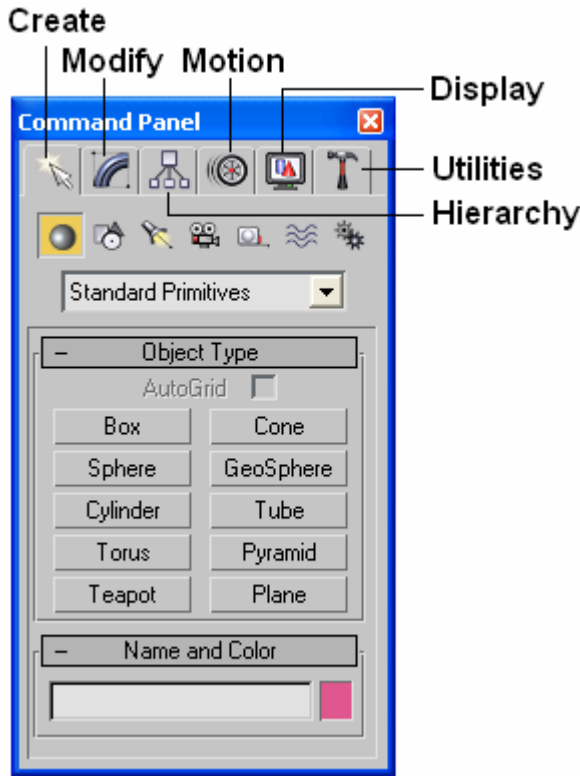 Create
Modify Motion
Display
Command Panel
Utilities
Hierarchy
Standard Primitives
Object Type
AutoGrid
Box Cone
Sphere GeoSphere
Cylinder Tube
Torus Pyramid
Teapot Plane
Name and Color